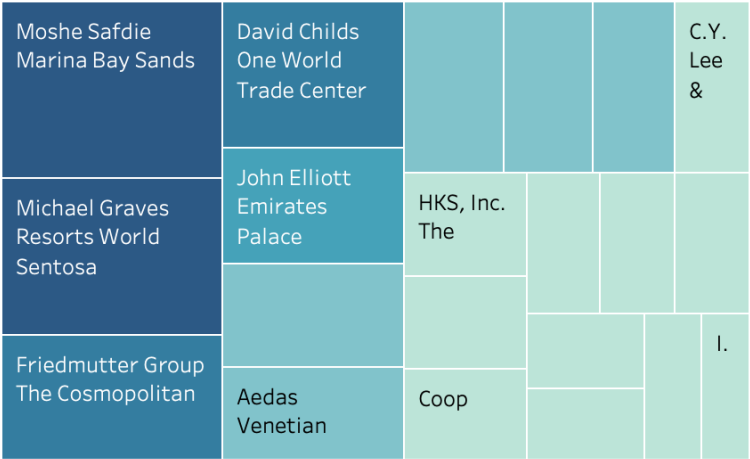 Moshe Safdie
Marina Bay Sands
Michael Graves
Resorts World
Sentosa
Friedmutter Group
The Cosmopolitan
David Childs
One World
Trade Center
John Elliott
Emirates
Palace
Aedas
Venetian
HKS, Inc.
The
Coop
C.Y.
Lee
&
I.